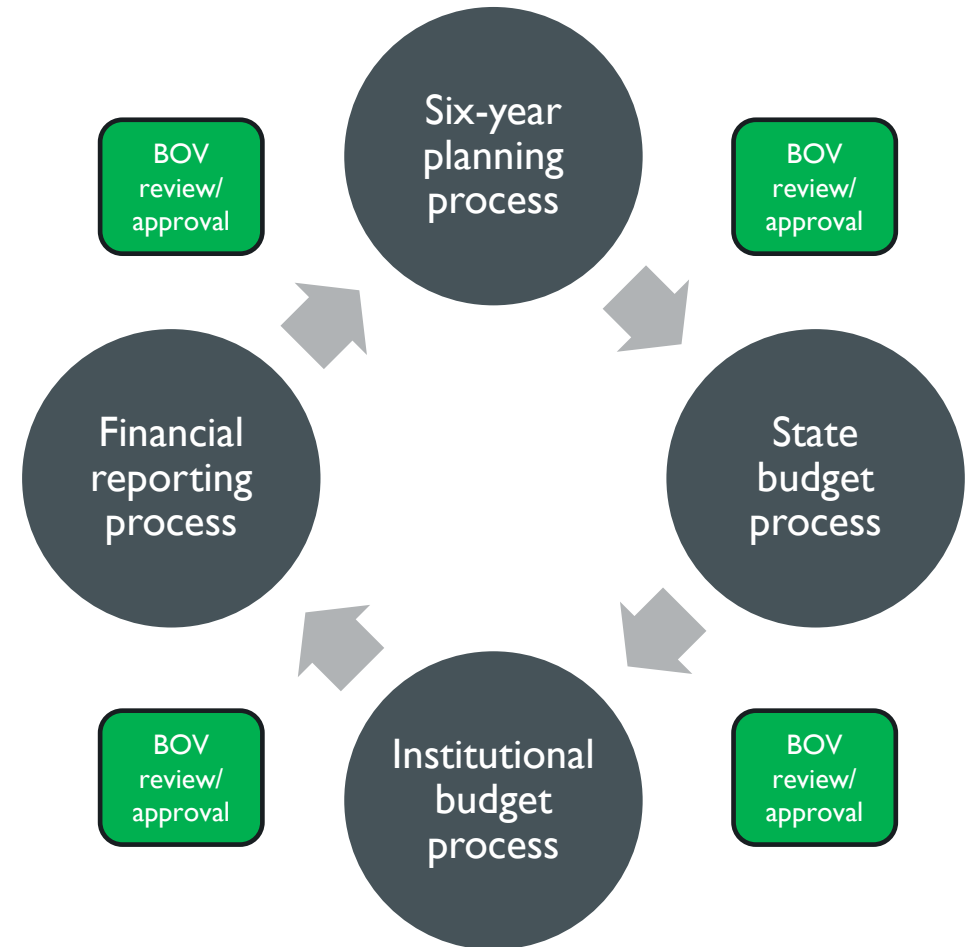 Six-year
planning
process
BOV
review/
approval
BOV
review/
approval
Financial
reporting
process
State
budget
process
BOV
review/
approval
Institutional
budget
process
BOV
review/
approval